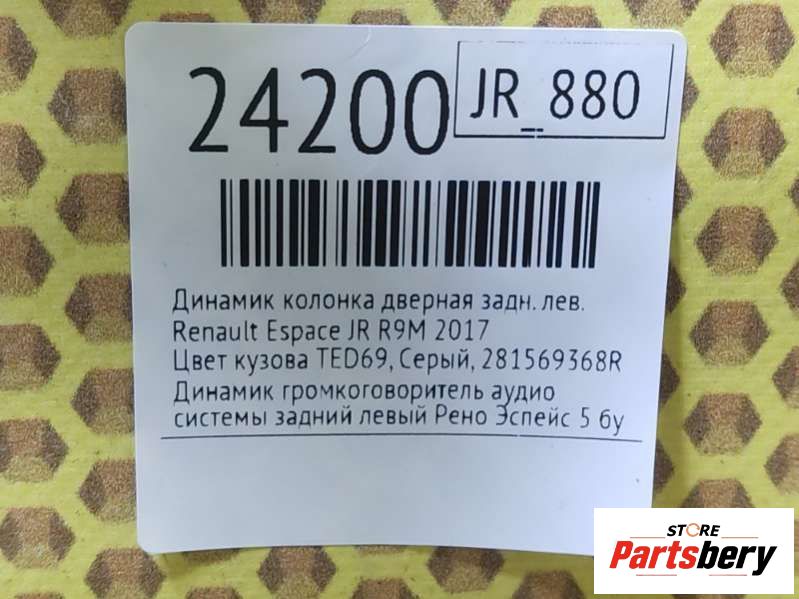 24200
JR_880
Динамик колонка дверная задн. лев.
Renault Espace JR R9M 2017
Цвет кузова TED69, Серый, 281569368R
Динамик громкоговоритель аудио
системы задний левый Рено Эспейс 5 бу
STORE
Partsbery